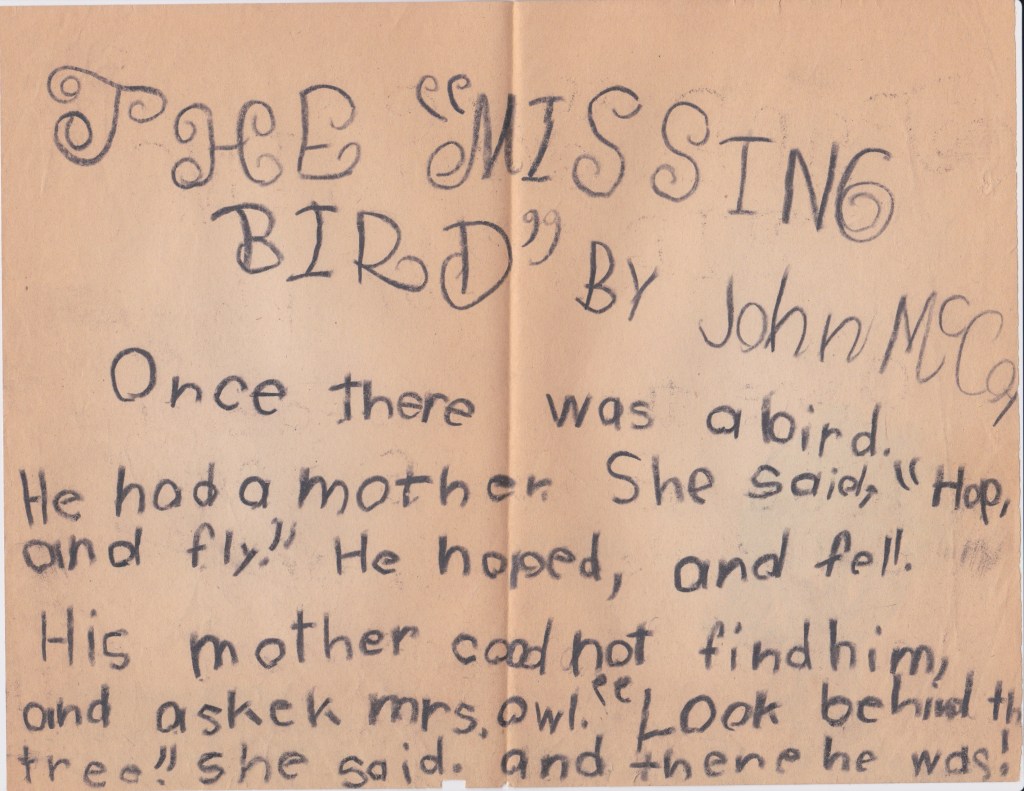 THE "MISSING
BIRD" BY John McCo
Once there was a bird.
He had a mother. She said, "Hop,
and fly." He hoped, and fell.
His mother cood not find him,
and askek mrs. owl. "Look behind th
tree." she said. and there he was!